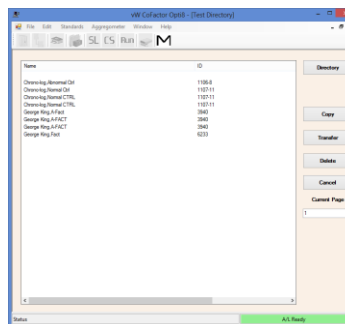 vW CoFactor Opti8 - [Test Directory]
File Edit Standards Aggregometer Window Help
SL CS Run M
Name ID
Chrono-log,Abnormal Ctrl 1106-8
Chrono-log,Normal Ctrl 1107-11
Chrono-log,Normal CTRL 1107-11
Chrono-log,Normal CTRL 1107-11
George King,A-Fact 3940
George King,A-FACT 3940
George King,A-FACT 3940
George King,Fact 6233
Directory
Copy
Transfer
Delete
Cancel
Current Page:
1
Status A/L Ready